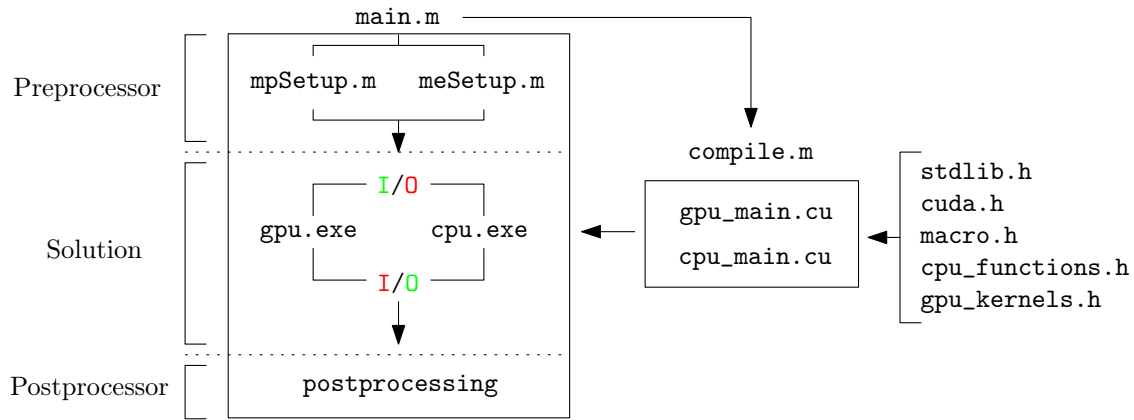 main.m
Preprocessor
mpSetup.m meSetup.m
compile.m
I/O
gpu.exe cpu.exe
Solution
I/O
gpu_main.cu
cpu_main.cu
stdlib.h
cuda.h
macro.h
cpu_functions.h
gpu_kernels.h
Postprocessor
postprocessing